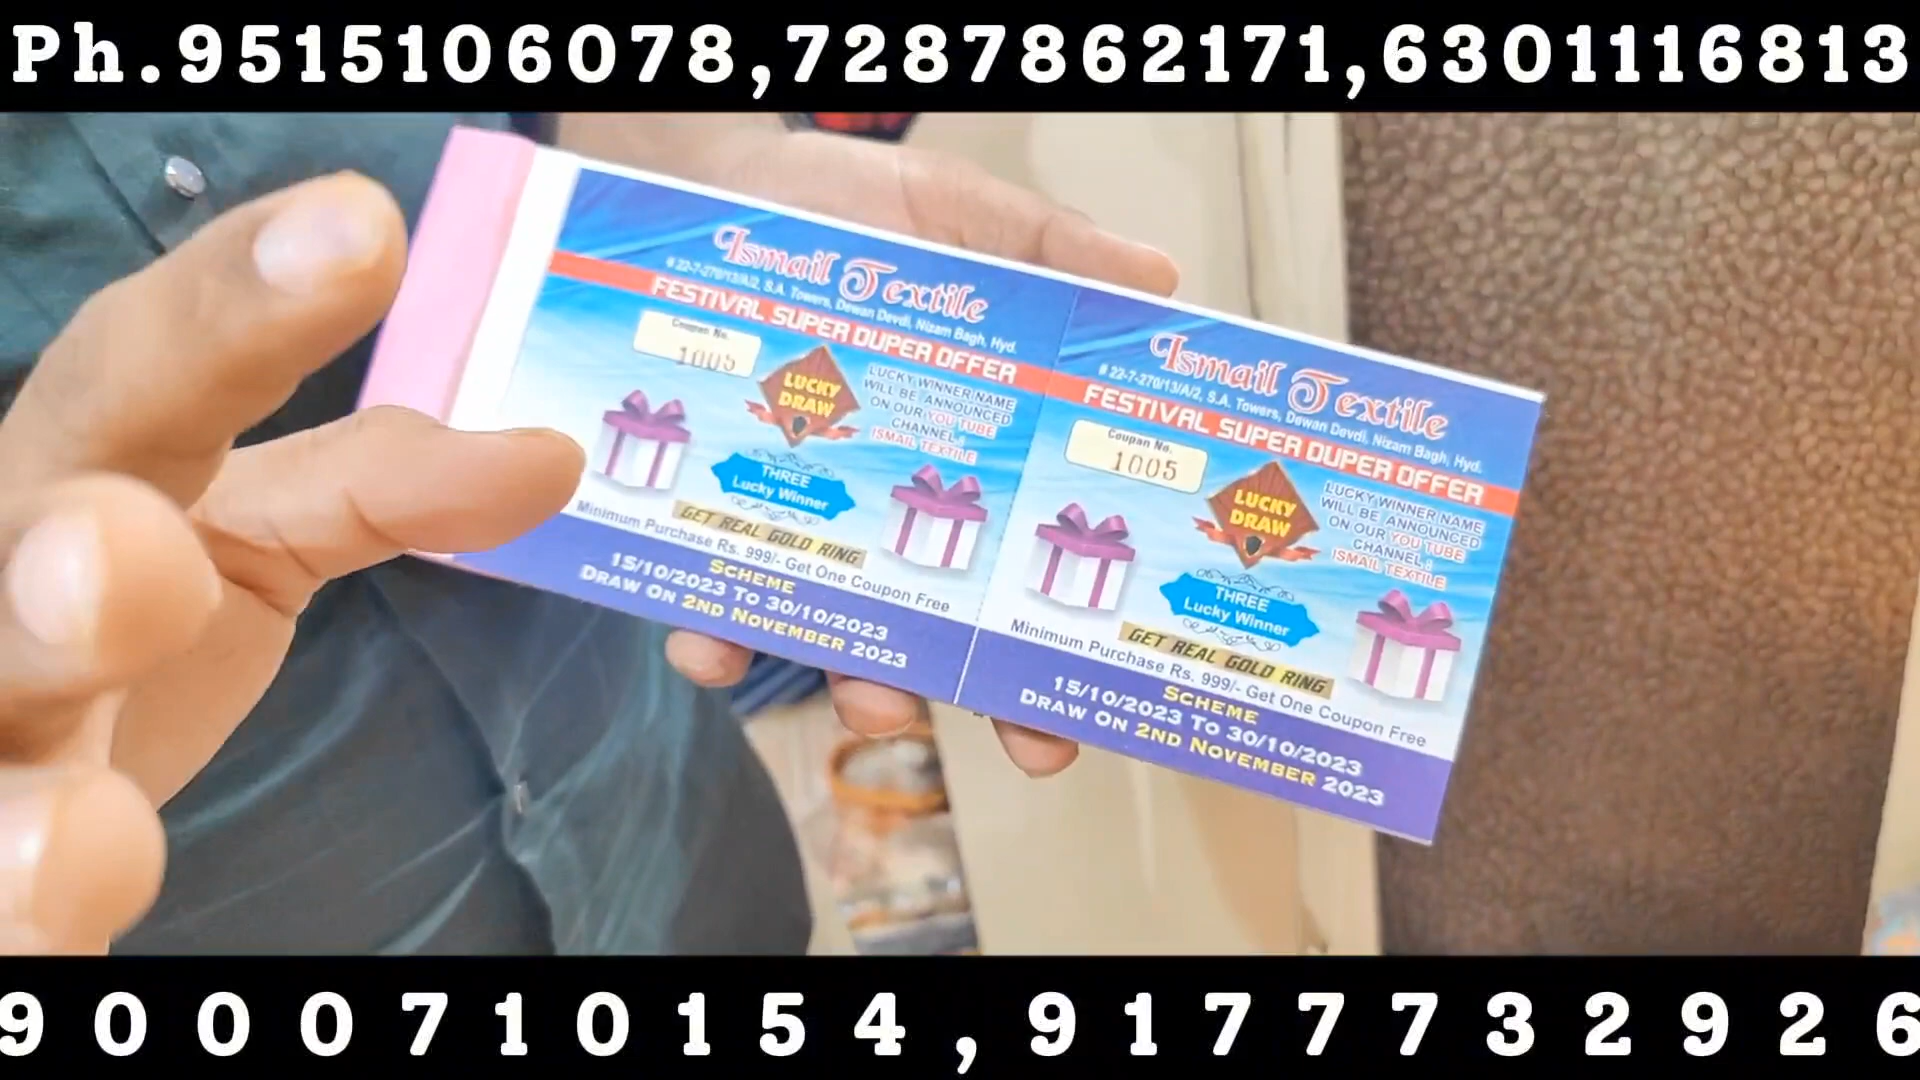 Ph.9515106078,7287862171,6301116813
Ismail Textile
# 22-7-270/13/A/2, S.A. Towers, Dewan Devdi, Nizam Bagh, Hyd.
FESTIVAL SUPER DUPER OFFER
Coupan No.
1005
LUCKY
DRAW
LUCKY WINNER NAME
WILL BE ANNOUNCED
ON OUR YOU TUBE
CHANNEL :
ISMAIL TEXTILE
THREE
Lucky Winner
GET REAL GOLD RING
Minimum Purchase Rs. 999/- Get One Coupon Free
SCHEME
15/10/2023 TO 30/10/2023
DRAW ON 2ND NOVEMBER 2023
Ismail Textile
# 22-7-270/13/A/2, S.A. Towers, Dewan Devdi, Nizam Bagh, Hyd.
FESTIVAL SUPER DUPER OFFER
Coupan No.
1005
LUCKY
DRAW
LUCKY WINNER NAME
WILL BE ANNOUNCED
ON OUR YOU TUBE
CHANNEL :
ISMAIL TEXTILE
THREE
Lucky Winner
GET REAL GOLD RING
Minimum Purchase Rs. 999/- Get One Coupon Free
SCHEME
15/10/2023 TO 30/10/2023
DRAW ON 2ND NOVEMBER 2023
9000710154,9177732926